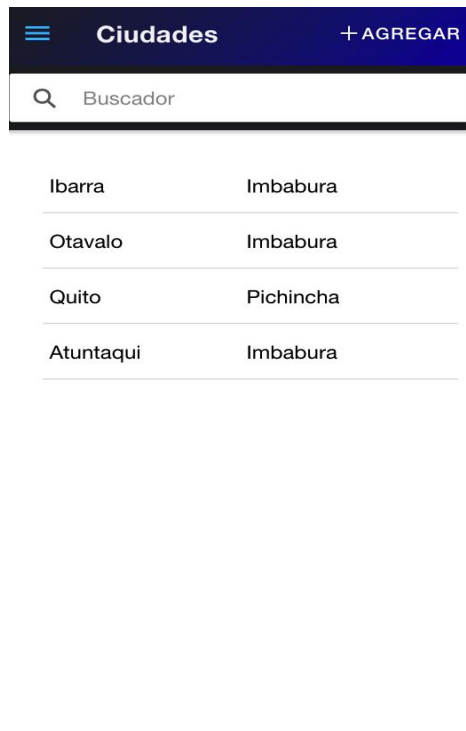 Ciudades + AGREGAR
Buscador
Ibarra Imbabura
Otavalo Imbabura
Quito Pichincha
Atuntaqui Imbabura